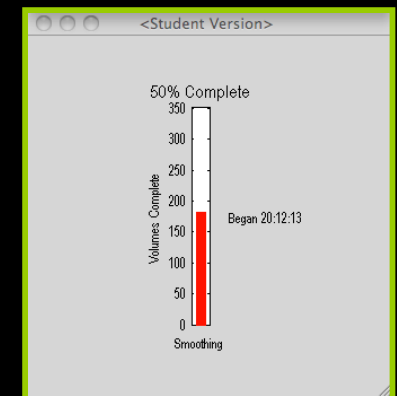 <Student Version>
50% Complete
350
300
250
200
150
100
50
0
Volumes Complete
Began 20:12:13
Smoothing